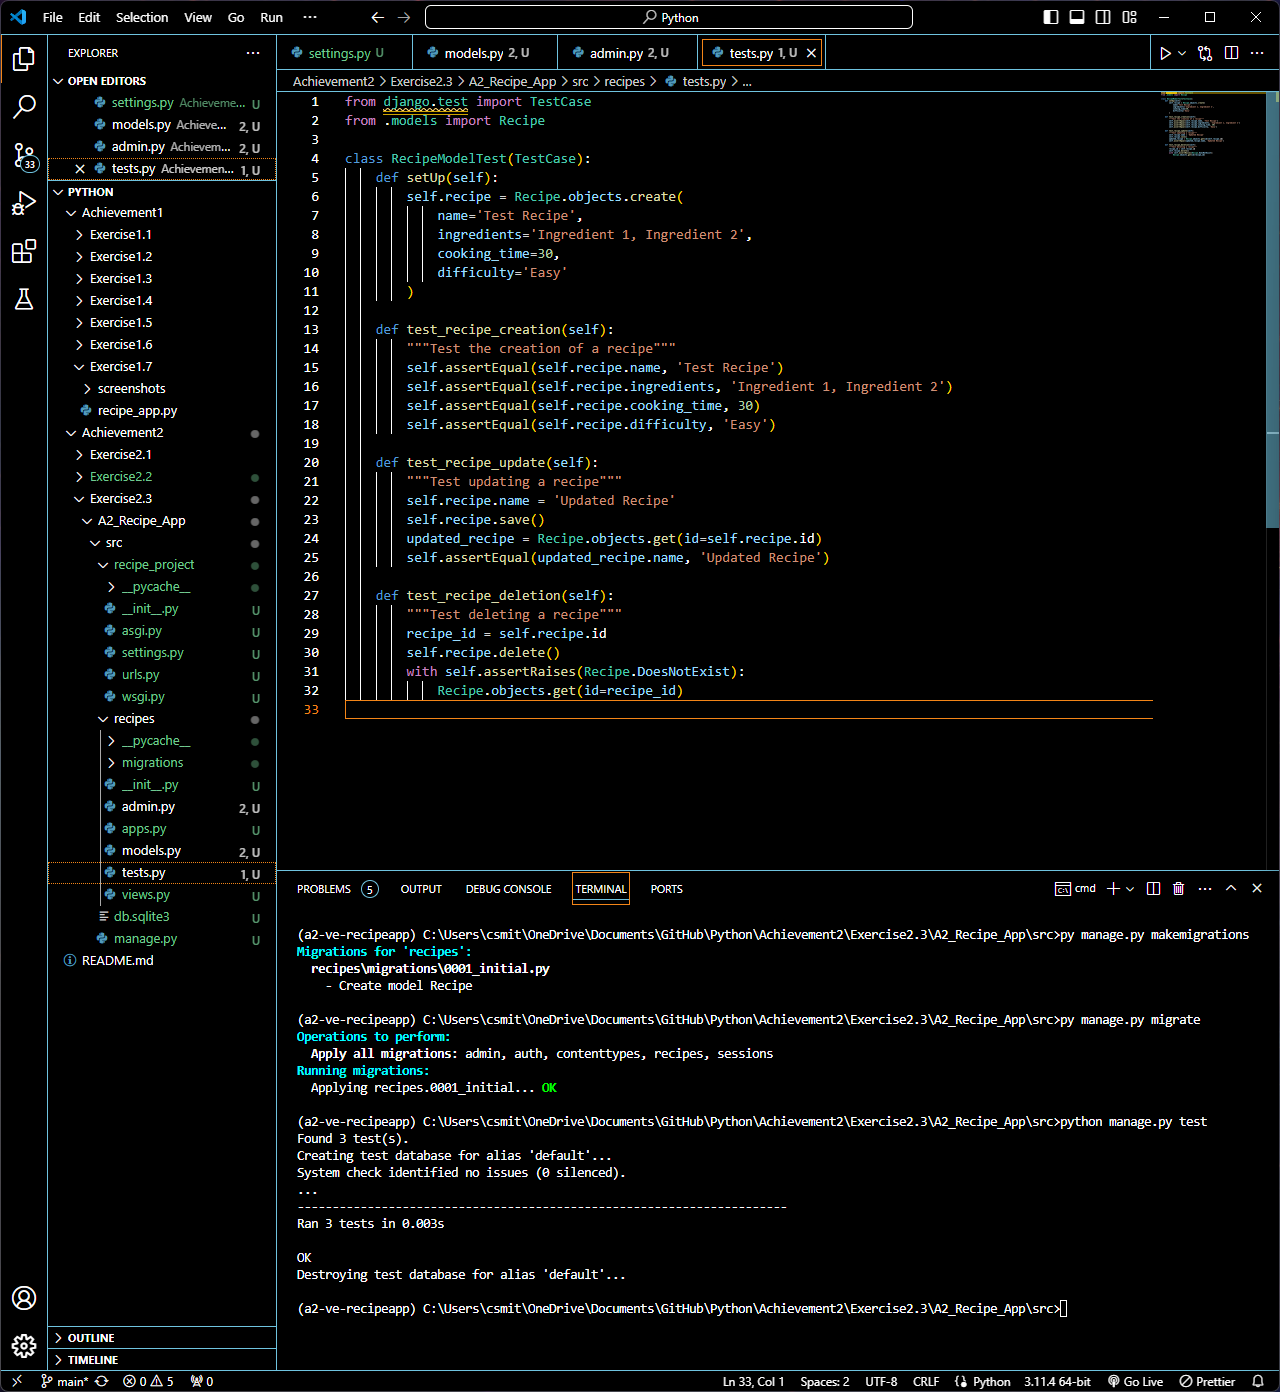 File Edit Selection View Go Run ··· Python
EXPLORER ···
OPEN EDITORS
settings.py Achieveme... U
models.py Achieve... 2, U
admin.py Achievem... 2, U
tests.py Achievemen... 1, U
PYTHON
Achievement1
Exercise1.1
Exercise1.2
Exercise1.3
Exercise1.4
Exercise1.5
Exercise1.6
Exercise1.7
screenshots
recipe_app.py
Achievement2
Exercise2.1
Exercise2.2
Exercise2.3
A2_Recipe_App
src
recipe_project
__pycache__
__init__.py U
asgi.py U
settings.py U
urls.py U
wsgi.py U
recipes
__pycache__
migrations
__init__.py U
admin.py 2, U
apps.py U
models.py 2, U
tests.py 1, U
views.py U
db.sqlite3 U
manage.py U
README.md
OUTLINE
TIMELINE
33
settings.py U models.py 2, U admin.py 2, U tests.py 1, U
Achievement2 > Exercise2.3 > A2_Recipe_App > src > recipes > tests.py > ...
1 from django.test import TestCase
2 from .models import Recipe
3
4 class RecipeModelTest(TestCase):
5 def setUp(self):
6 self.recipe = Recipe.objects.create(
7 name='Test Recipe',
8 ingredients='Ingredient 1, Ingredient 2',
9 cooking_time=30,
10 difficulty='Easy'
11 )
12
13 def test_recipe_creation(self):
14 """Test the creation of a recipe"""
15 self.assertEqual(self.recipe.name, 'Test Recipe')
16 self.assertEqual(self.recipe.ingredients, 'Ingredient 1, Ingredient 2')
17 self.assertEqual(self.recipe.cooking_time, 30)
18 self.assertEqual(self.recipe.difficulty, 'Easy')
19
20 def test_recipe_update(self):
21 """Test updating a recipe"""
22 self.recipe.name = 'Updated Recipe'
23 self.recipe.save()
24 updated_recipe = Recipe.objects.get(id=self.recipe.id)
25 self.assertEqual(updated_recipe.name, 'Updated Recipe')
26
27 def test_recipe_deletion(self):
28 """Test deleting a recipe"""
29 recipe_id = self.recipe.id
30 self.recipe.delete()
31 with self.assertRaises(Recipe.DoesNotExist):
32 Recipe.objects.get(id=recipe_id)
33
PROBLEMS 5 OUTPUT DEBUG CONSOLE TERMINAL PORTS cmd
(a2-ve-recipeapp) C:\Users\csmit\OneDrive\Documents\GitHub\Python\Achievement2\Exercise2.3\A2_Recipe_App\src>py manage.py makemigrations
Migrations for 'recipes':
recipes\migrations\0001_initial.py
- Create model Recipe
(a2-ve-recipeapp) C:\Users\csmit\OneDrive\Documents\GitHub\Python\Achievement2\Exercise2.3\A2_Recipe_App\src>py manage.py migrate
Operations to perform:
Apply all migrations: admin, auth, contenttypes, recipes, sessions
Running migrations:
Applying recipes.0001_initial... OK
(a2-ve-recipeapp) C:\Users\csmit\OneDrive\Documents\GitHub\Python\Achievement2\Exercise2.3\A2_Recipe_App\src>python manage.py test
Found 3 test(s).
Creating test database for alias 'default'...
System check identified no issues (0 silenced).
...
----------------------------------------------------------------------
Ran 3 tests in 0.003s
OK
Destroying test database for alias 'default'...
(a2-ve-recipeapp) C:\Users\csmit\OneDrive\Documents\GitHub\Python\Achievement2\Exercise2.3\A2_Recipe_App\src>
main* 0 5 0 Ln 33, Col 1 Spaces: 2 UTF-8 CRLF Python 3.11.4 64-bit Go Live Prettier